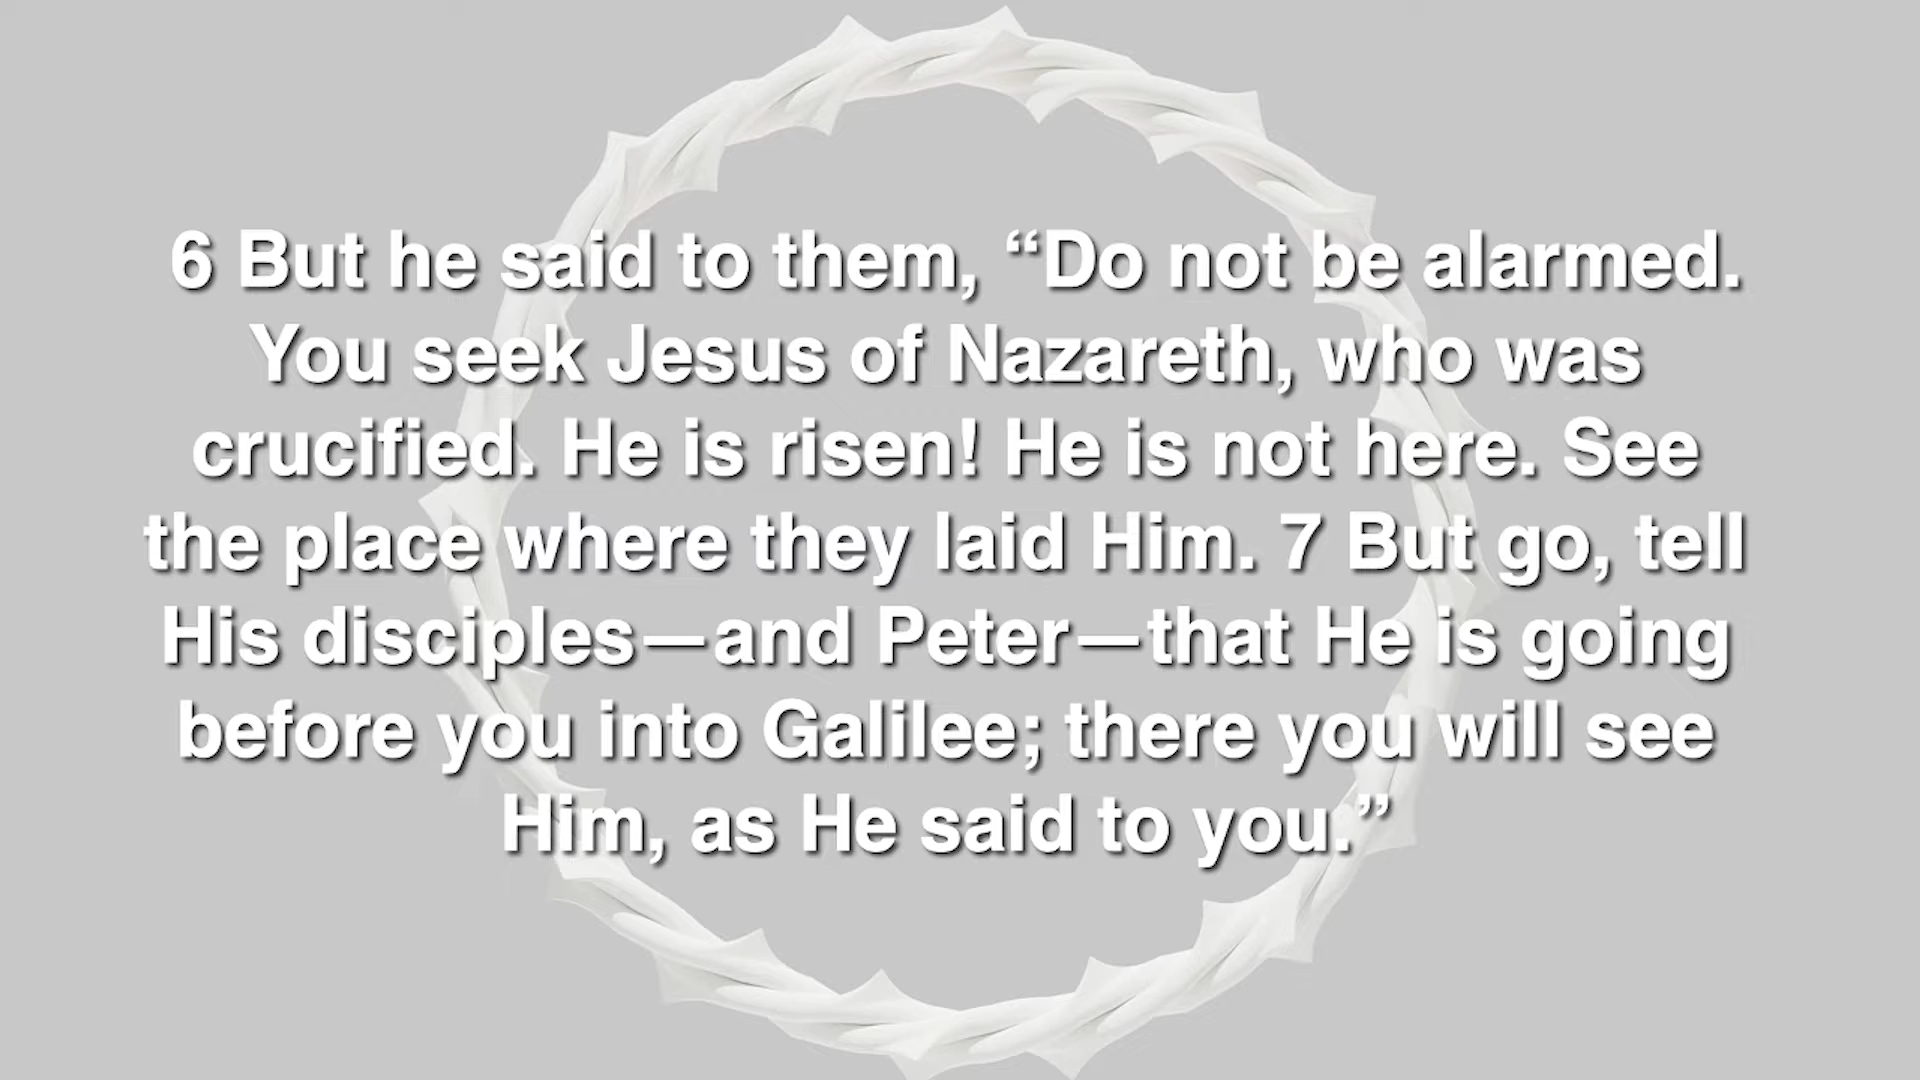 6 But he said to them, “Do not be alarmed.
You seek Jesus of Nazareth, who was
crucified. He is risen! He is not here. See
the place where they laid Him. 7 But go, tell
His disciples—and Peter—that He is going
before you into Galilee; there you will see
Him, as He said to you.”